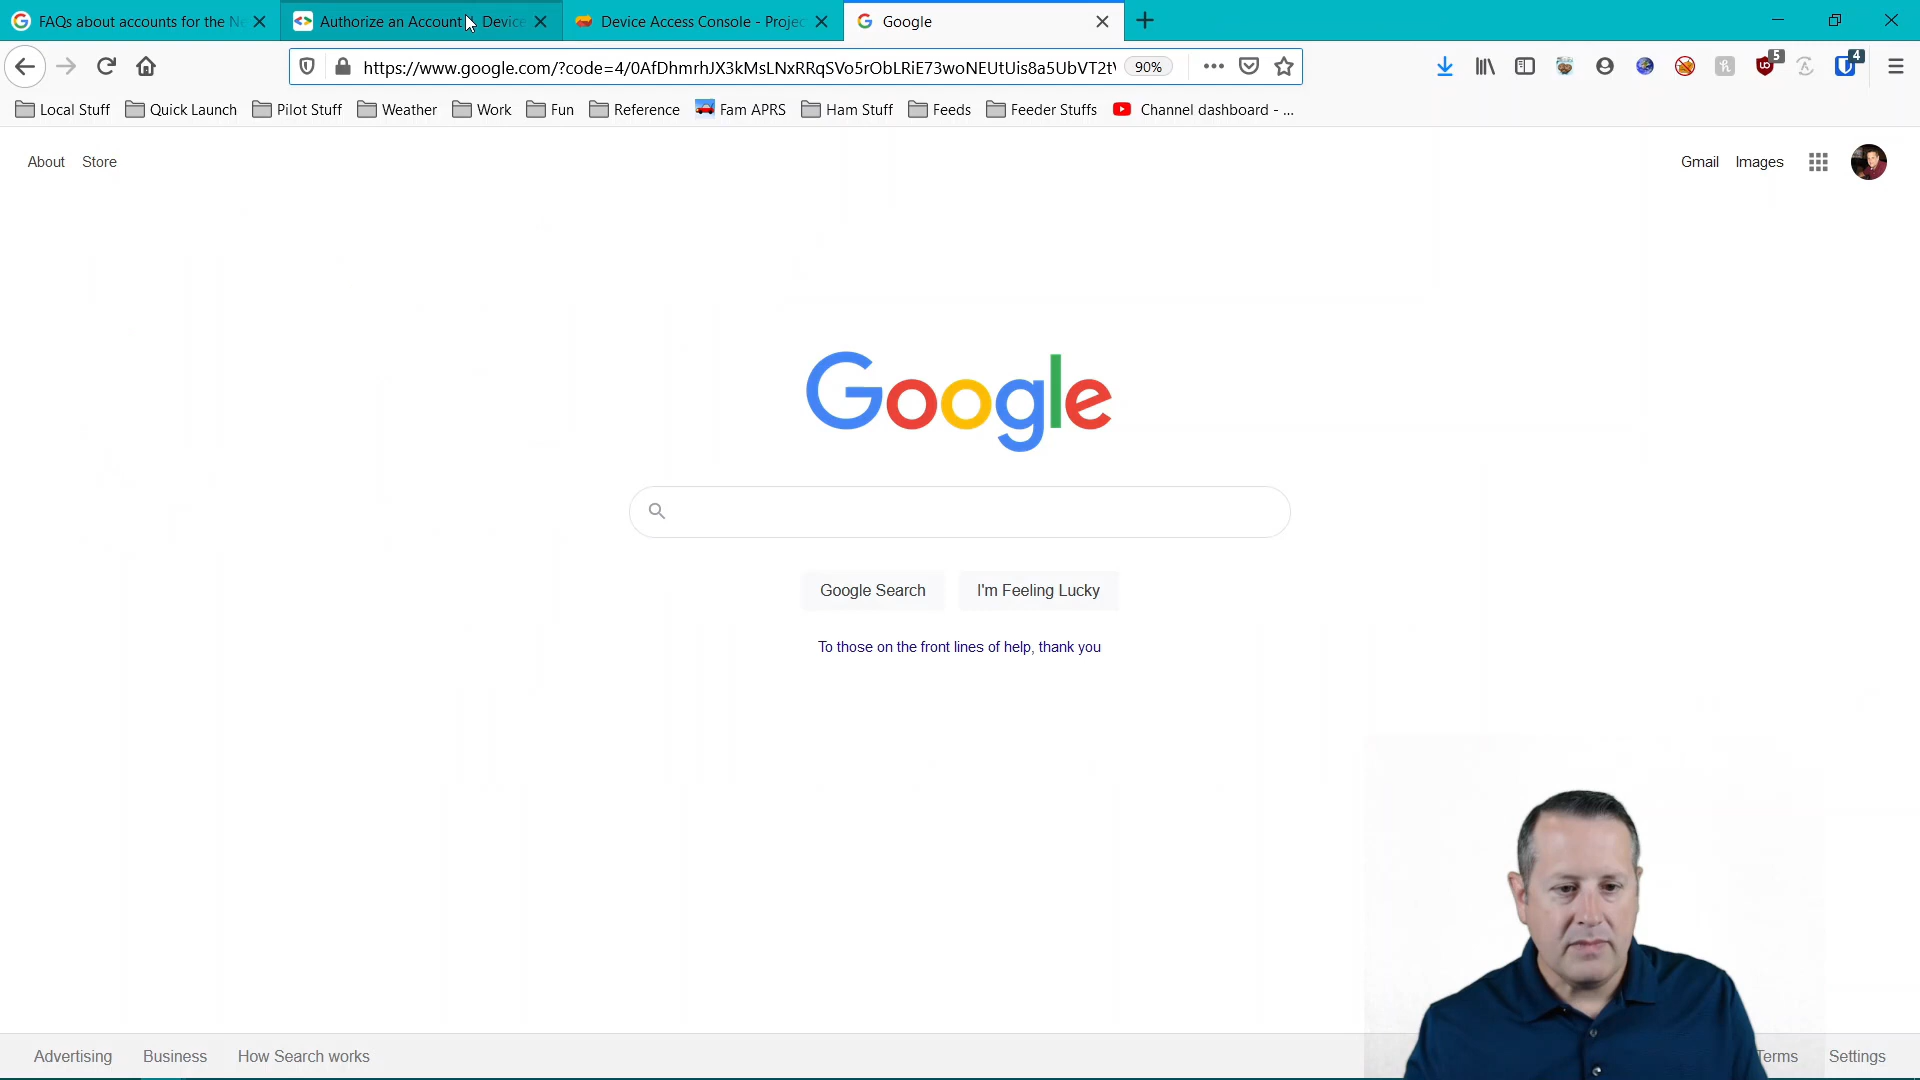 FAQs about accounts for the Ne
Authorize an Account | Device
Device Access Console - Projec
Google
https://www.google.com/?code=4/0AfDhmrhJX3kMsLNxRRqSVo5rObLRiE73woNEUtUis8a5UbVT2t
90%
5
4
Local Stuff
Quick Launch
Pilot Stuff
Weather
Work
Fun
Reference
Fam APRS
Ham Stuff
Feeds
Feeder Stuffs
Channel dashboard - ...
About
Store
Gmail
Images
Google
Google Search
I'm Feeling Lucky
To those on the front lines of help, thank you
Advertising
Business
How Search works
Terms
Settings